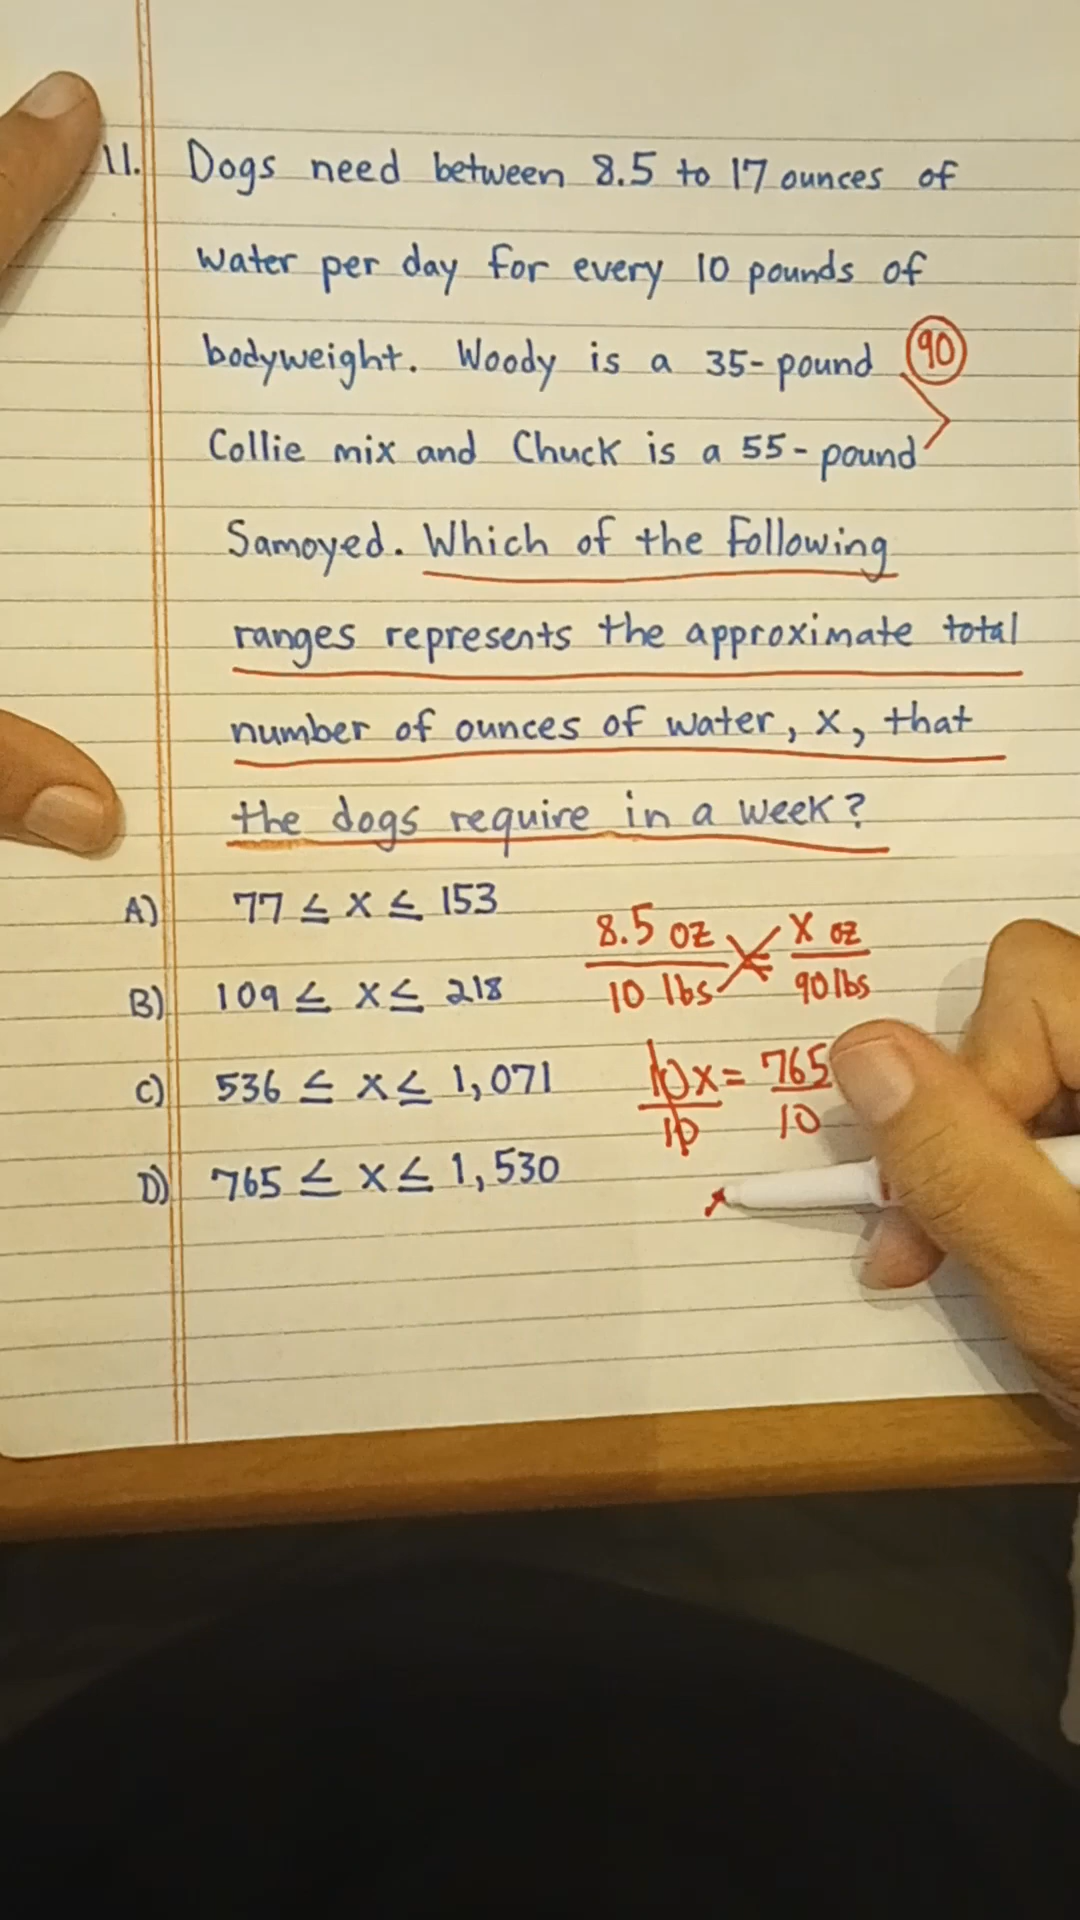 11. Dogs need between 8.5 to 17 ounces of
water per day for every 10 pounds of
bodyweight. Woody is a 35-pound 90
Collie mix and Chuck is a 55-pound
Samoyed. Which of the following
ranges represents the approximate total
number of ounces of water, x, that
the dogs require in a week?
A) 77 ≤ x ≤ 153
B) 109 ≤ x ≤ 218
C) 536 ≤ x ≤ 1,071
D) 765 ≤ x ≤ 1,530
8.5 oz = x oz
10 lbs 90 lbs
10x = 765
10 10